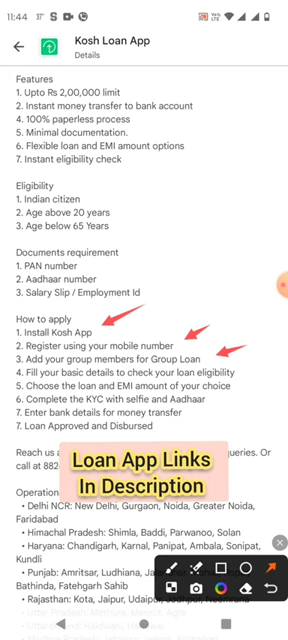 11:44
Kosh Loan App
Details
Features
1. Upto Rs 2,00,000 limit
2. Instant money transfer to bank account
4. 100% paperless process
5. Minimal documentation.
6. Flexible loan and EMI amount options
7. Instant eligibility check
Eligibility
1. Indian citizen
2. Age above 20 years
3. Age below 65 Years
Documents requirement
1. PAN number
2. Aadhaar number
3. Salary Slip / Employment Id
How to apply
1. Install Kosh App
2. Register using your mobile number
3. Add your group members for Group Loan
4. Fill your basic details to check your loan eligibility
5. Choose the loan and EMI amount of your choice
6. Complete the KYC with selfie and Aadhaar
7. Enter bank details for money transfer
7. Loan Approved and Disbursed
Reach us queries. Or
call at 882
Loan App Links
In Description
• Delhi NCR: New Delhi, Gurgaon, Noida, Greater Noida,
Faridabad
• Himachal Pradesh: Shimla, Baddi, Parwanoo, Solan
• Haryana: Chandigarh, Karnal, Panipat, Ambala, Sonipat,
Kundli
• Punjab: Amritsar, Ludhiana,
Bathinda, Fatehgarh Sahib
• Rajasthan: Kota, Jaipur, Udaipur, Jodhpur, Neemrana